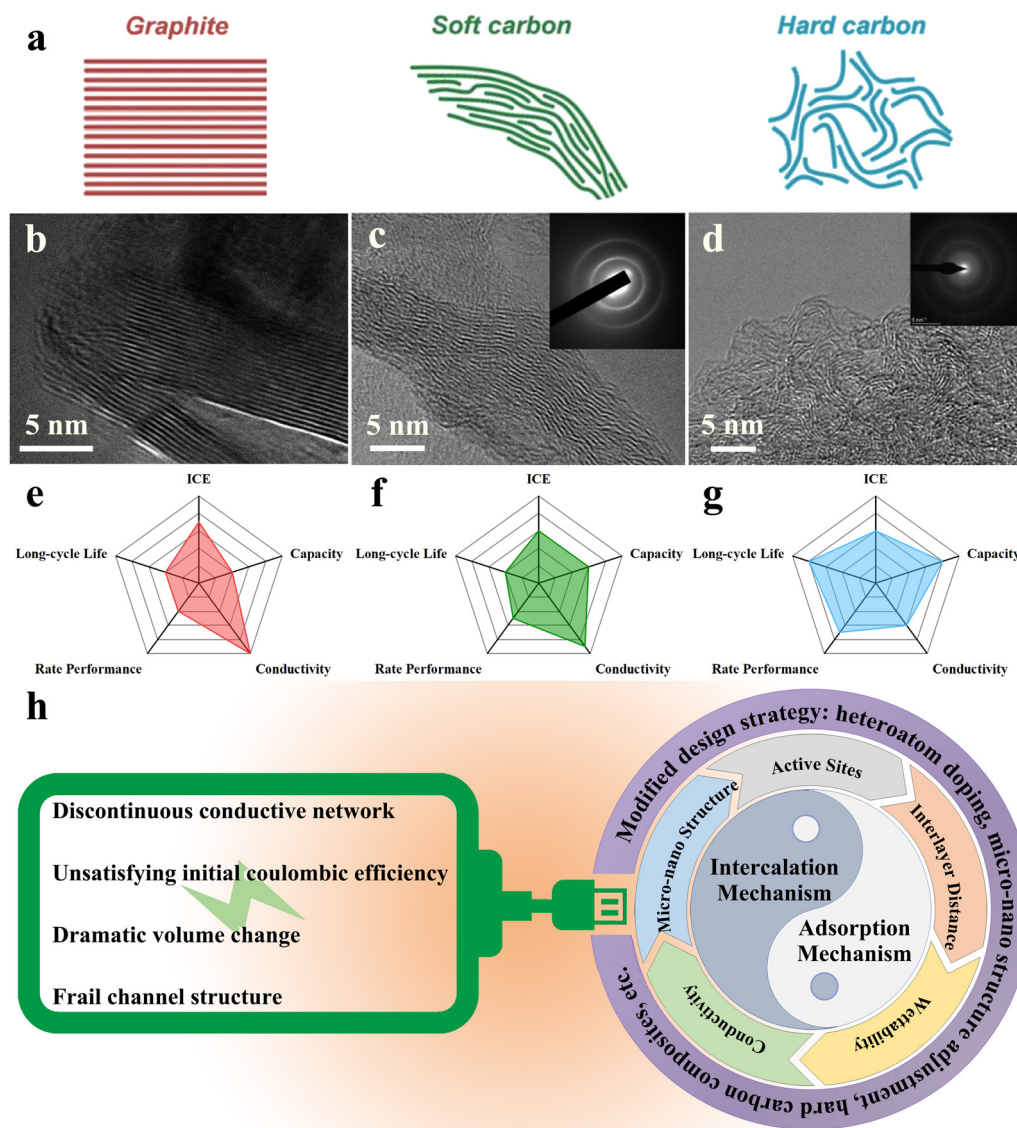 a
Graphite
Soft carbon
Hard carbon
b
5 nm
c
5 nm
d
5 nm⁻¹
5 nm
e
ICE
Long-cycle Life
Capacity
Rate Performance
Conductivity
f
ICE
Long-cycle Life
Capacity
Rate Performance
Conductivity
g
ICE
Long-cycle Life
Capacity
Rate Performance
Conductivity
h
Discontinuous conductive network
Unsatisfying initial coulombic efficiency
Dramatic volume change
Frail channel structure
Modified design strategy: heteroatom doping, micro-nano structure adjustment, hard carbon composites, etc.
Active Sites
Interlayer Distance
Wettability
Conductivity
Micro-nano Structure
Intercalation
Mechanism
Adsorption
Mechanism